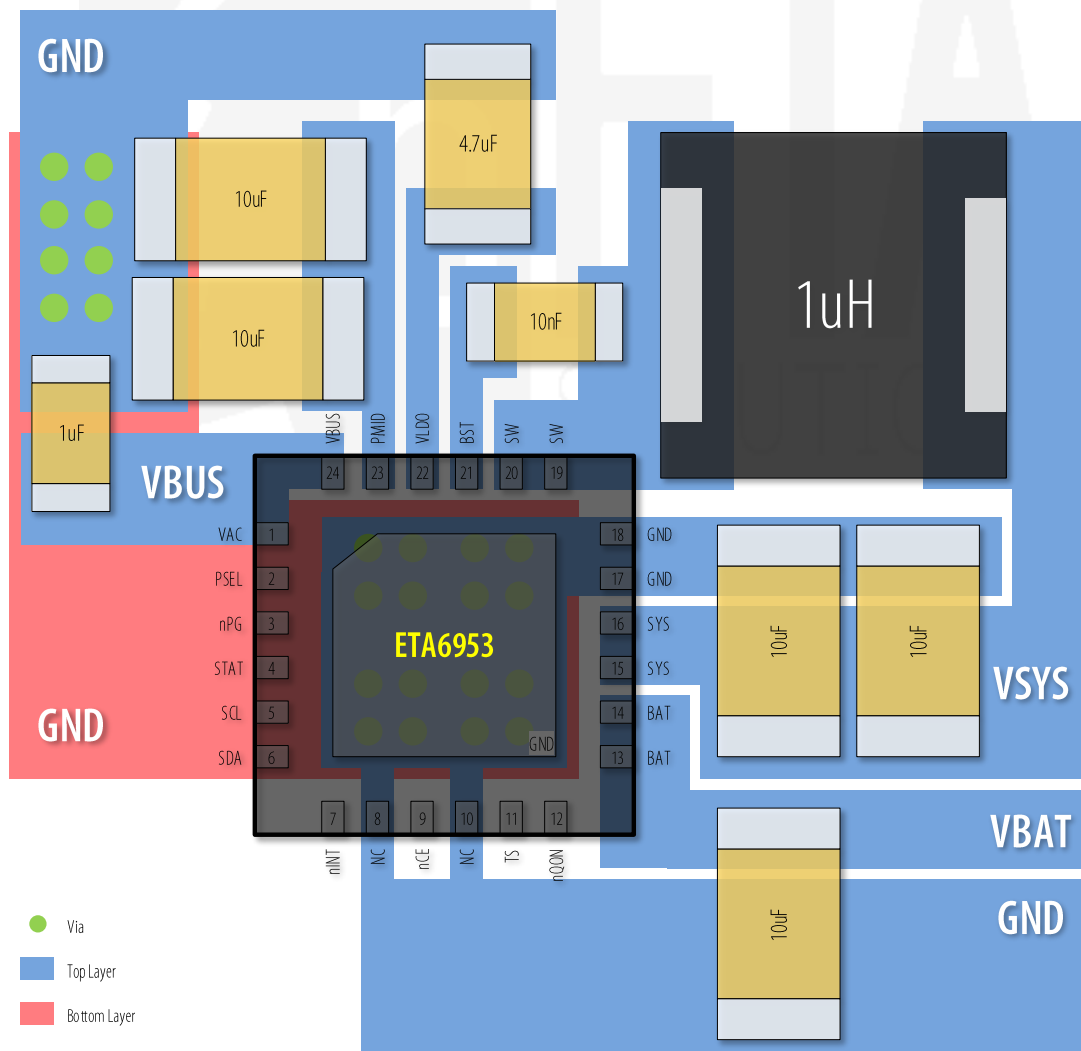 GND
4.7uF
10uF
1uH
10nF
10uF
1uF
VBUS
VBUS
PMID
VLDO
BST
SW
SW
24
23
22
21
20
19
VAC
1
18
GND
PSEL
2
17
GND
nPG
3
16
SYS
ETA6953
STAT
4
15
SYS
10uF
10uF
VSYS
GND
SCL
5
14
BAT
GND
SDA
6
13
BAT
7
8
9
10
11
12
nINT
NC
nCE
NC
TS
nQON
VBAT
10uF
GND
Via
Top Layer
Bottom Layer